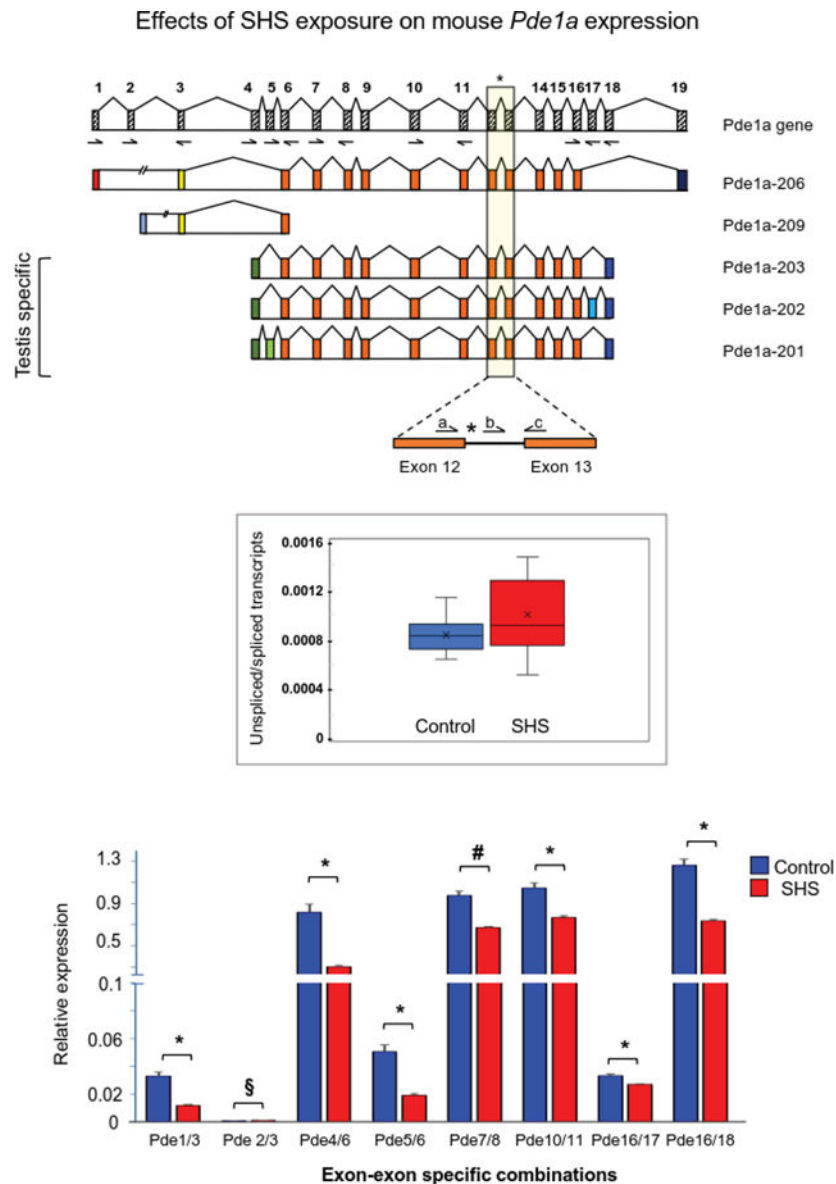 Effects of SHS exposure on mouse Pde1a expression
1 2 3 4 5 6 7 8 9 10 11 * 14 15 16 17 18 19
Pde1a gene
Pde1a-206
Pde1a-209
Testis specific
Pde1a-203
Pde1a-202
Pde1a-201
a * b c
Exon 12 Exon 13
Unspliced/spliced transcripts
0.0016
0.0012
0.0008
0.0004
0
Control SHS
Relative expression
1.3
0.9
0.5
0.1
0.06
0.02
0
* § * * # * * *
Control
SHS
Pde1/3 Pde 2/3 Pde4/6 Pde5/6 Pde7/8 Pde10/11 Pde16/17 Pde16/18
Exon-exon specific combinations